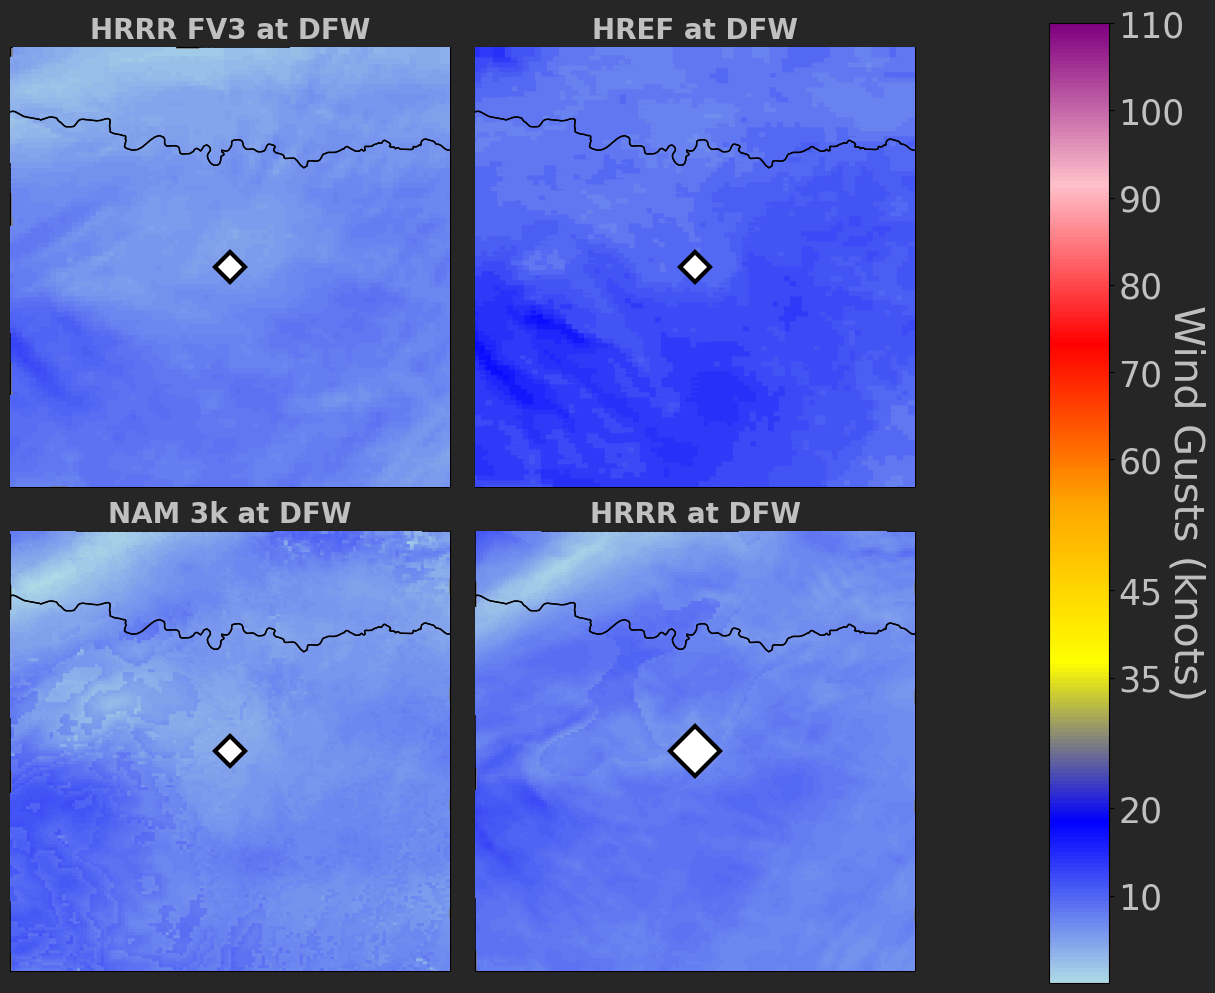 HRRR FV3 at DFW
HREF at DFW
NAM 3k at DFW
HRRR at DFW
110
100
90
80
70
60
45
35
20
10
Wind Gusts (knots)